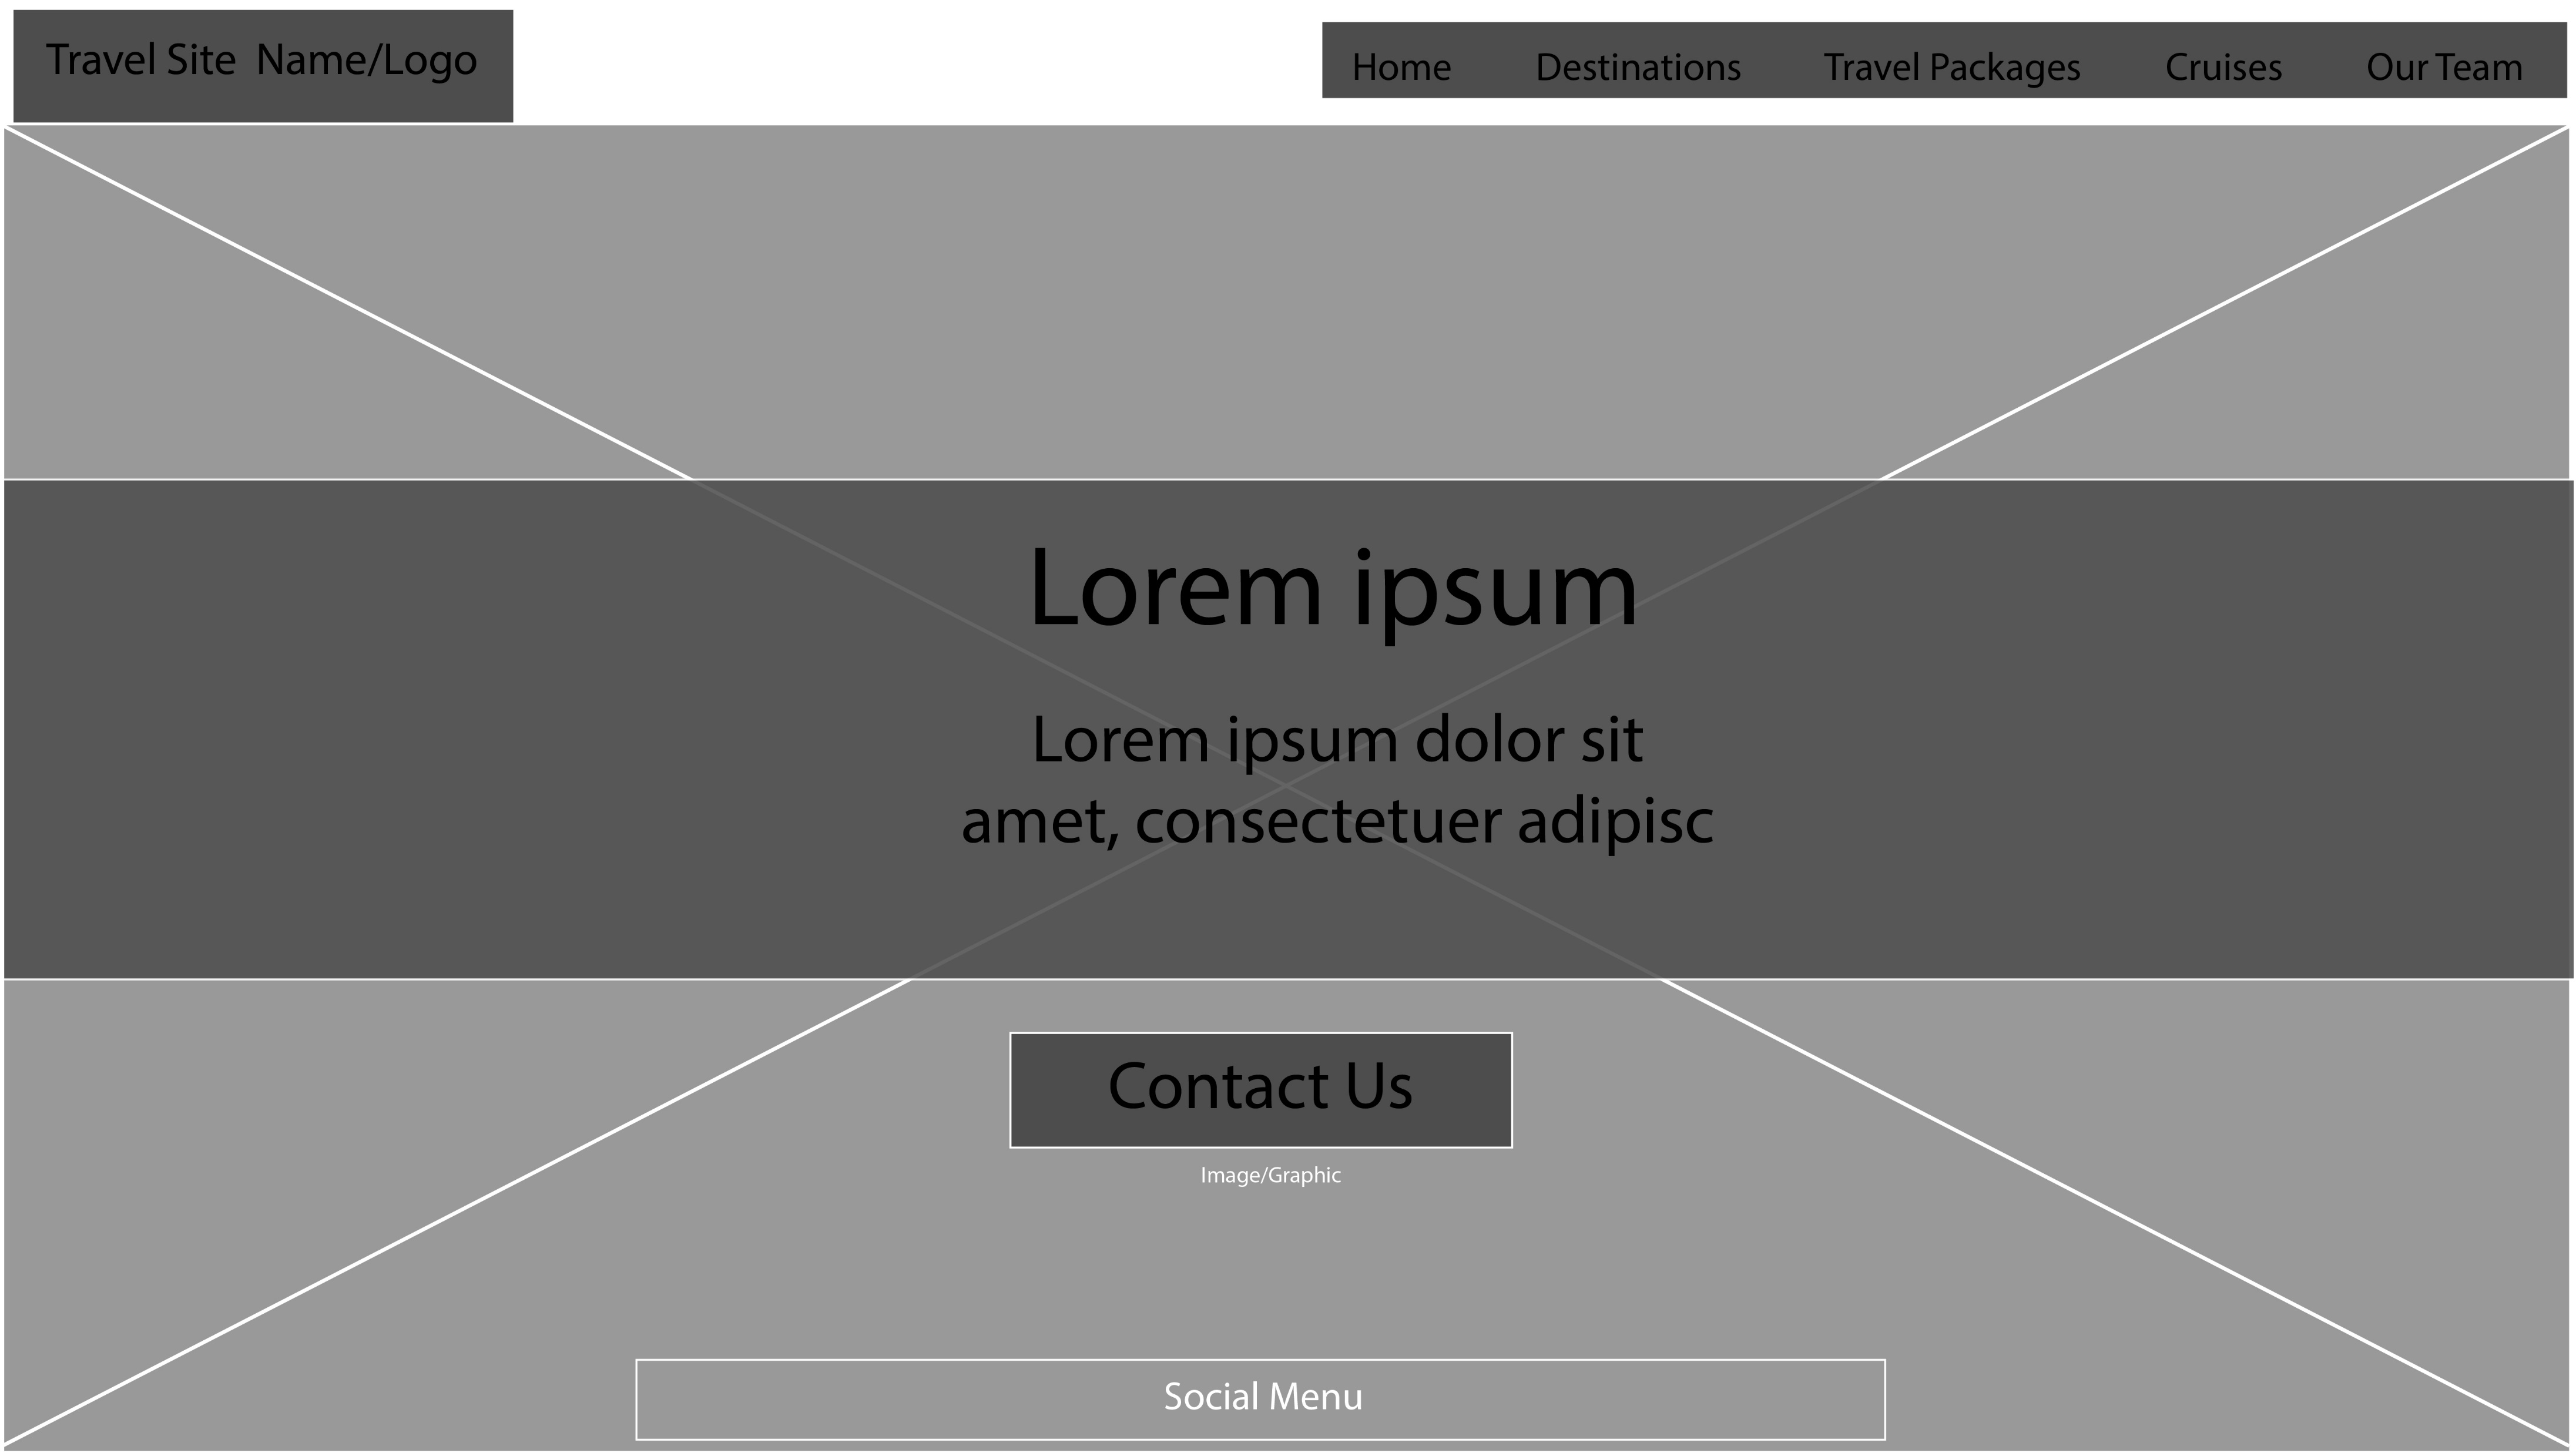 Travel Site  Name/Logo
Home Destinations Travel Packages Cruises Our Team
Lorem ipsum
Lorem ipsum dolor sit
amet, consectetuer adipisc
Contact Us
Image/Graphic
Social Menu